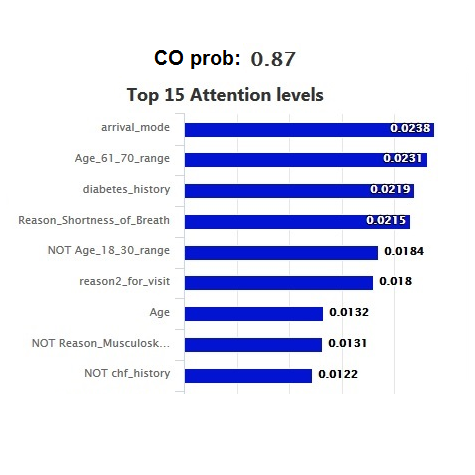 CO prob: 0.87
Top 15 Attention levels
arrival_mode 0.0238
Age_61_70_range 0.0231
diabetes_history 0.0219
Reason_Shortness_of_Breath 0.0215
NOT Age_18_30_range 0.0184
reason2_for_visit 0.018
Age 0.0132
NOT Reason_Musculosk... 0.0131
NOT chf_history 0.0122